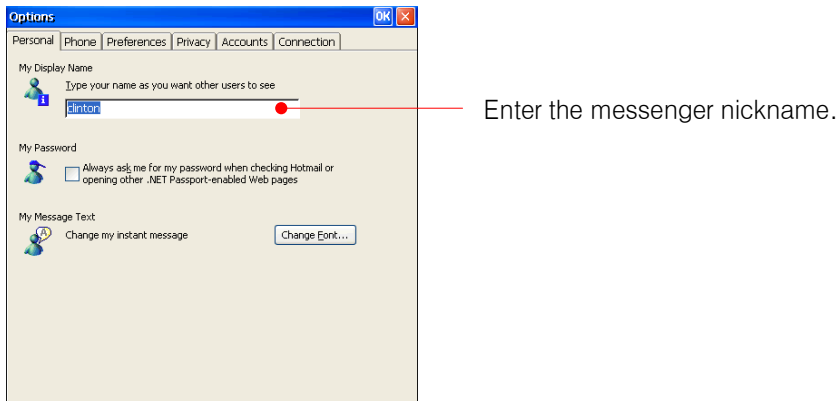 Options OK
Personal Phone Preferences Privacy Accounts Connection
My Display Name
Type your name as you want other users to see
clinton
Enter the messenger nickname.
My Password
Always ask me for my password when checking Hotmail or
opening other .NET Passport-enabled Web pages
My Message Text
Change my instant message Change Font...